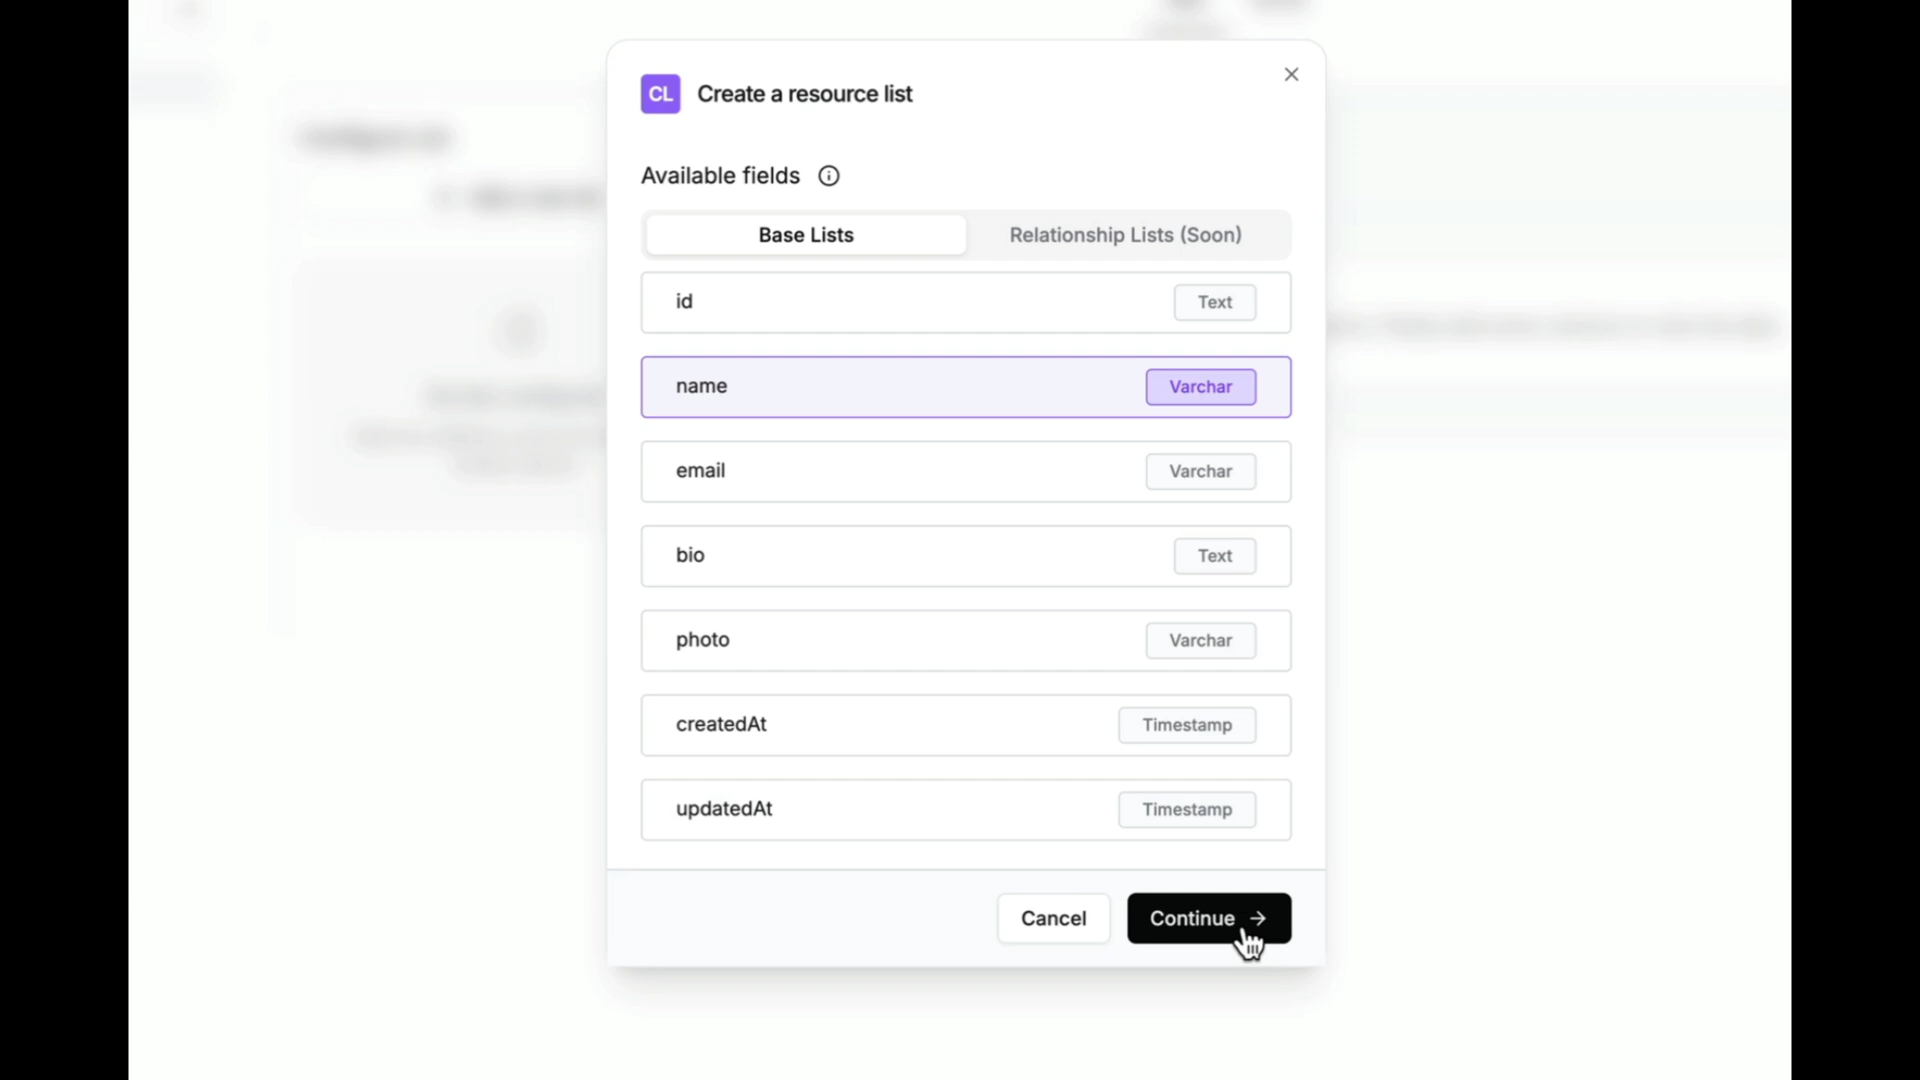 CL Create a resource list
Available fields
Base Lists Relationship Lists (Soon)
id Text
name Varchar
email Varchar
bio Text
photo Varchar
createdAt Timestamp
updatedAt Timestamp
Cancel Continue →